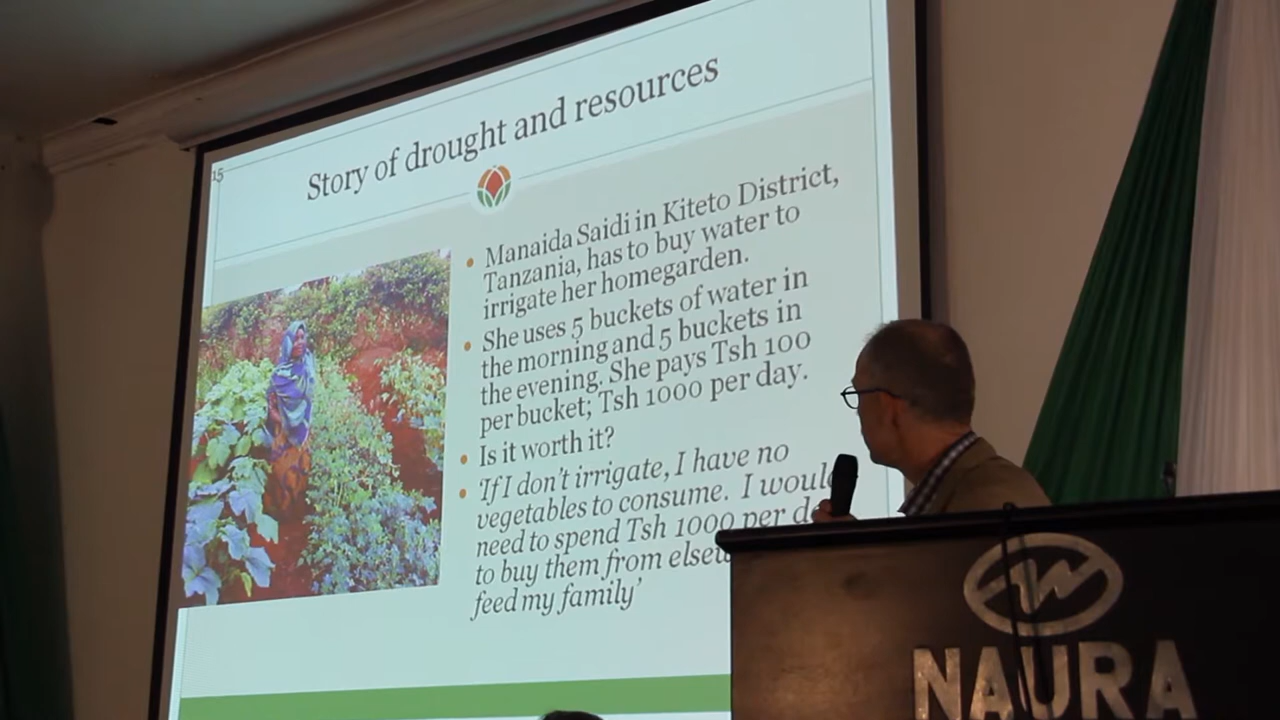 15
Story of drought and resources
• Manaida Saidi in Kiteto District,
Tanzania, has to buy water to
irrigate her homegarden.
• She uses 5 buckets of water in
the morning and 5 buckets in
the evening. She pays Tsh 100
per bucket; Tsh 1000 per day.
• Is it worth it?
• ‘If I don’t irrigate, I have no
vegetables to consume. I would
need to spend Tsh 1000 per
to buy them from
feed my family’
NAURA